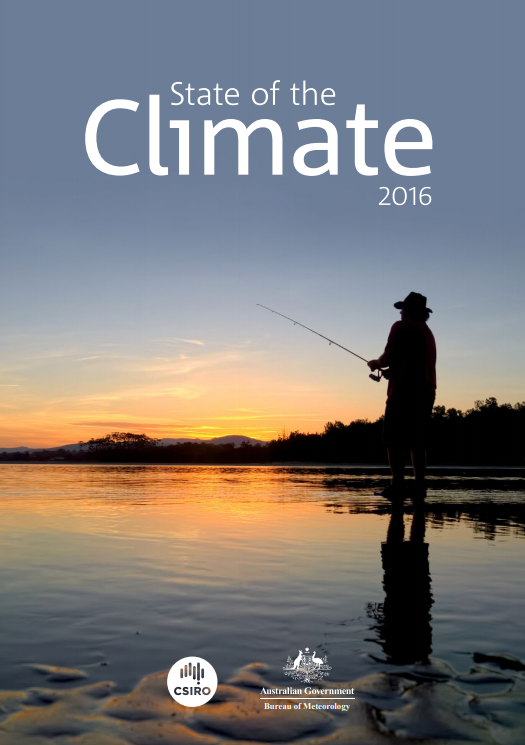 State of the
Climate
2016
CSIRO
Australian Government
Bureau of Meteorology